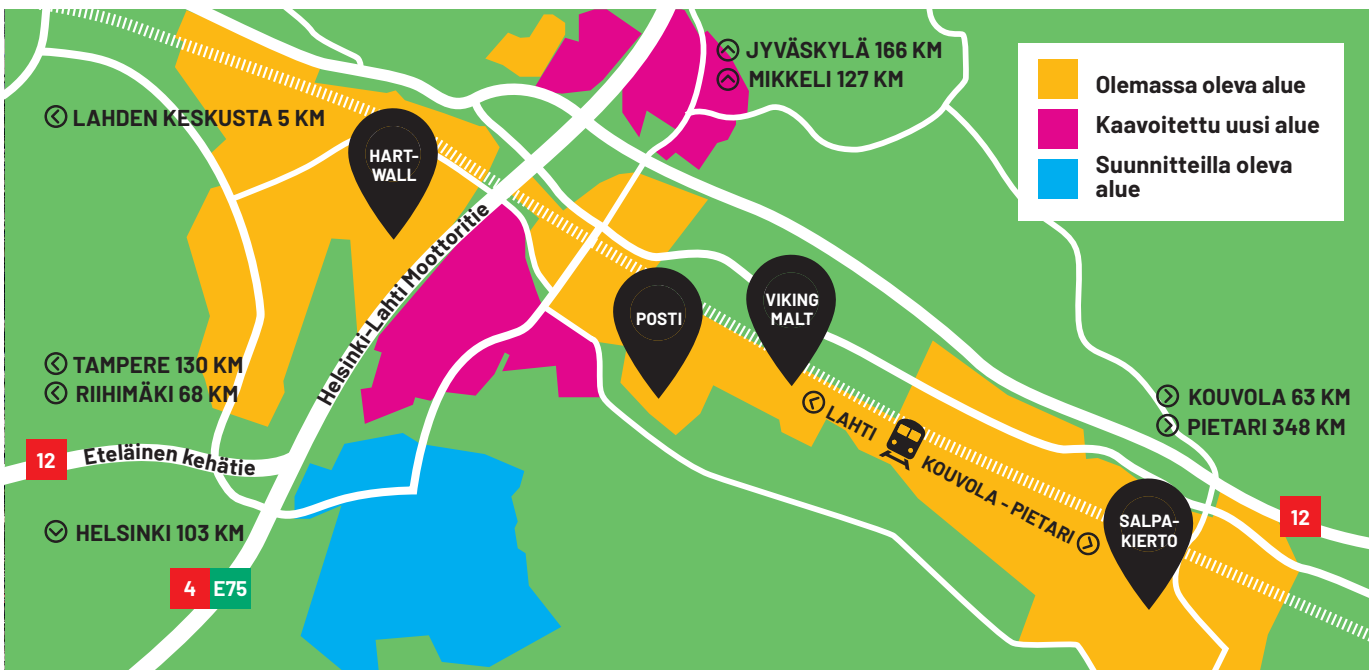 JYVÄSKYLÄ 166 KM
MIKKELI 127 KM
Olemassa oleva alue
Kaavoitettu uusi alue
Suunnitteilla oleva
alue
LAHDEN KESKUSTA 5 KM
HART-
WALL
Helsinki-Lahti Moottoritie
POSTI
VIKING
MALT
TAMPERE 130 KM
RIIHIMÄKI 68 KM
KOUVOLA 63 KM
PIETARI 348 KM
LAHTI
KOUVOLA - PIETARI
12
Eteläinen kehätie
SALPA-
KIERTO
12
HELSINKI 103 KM
4 E75